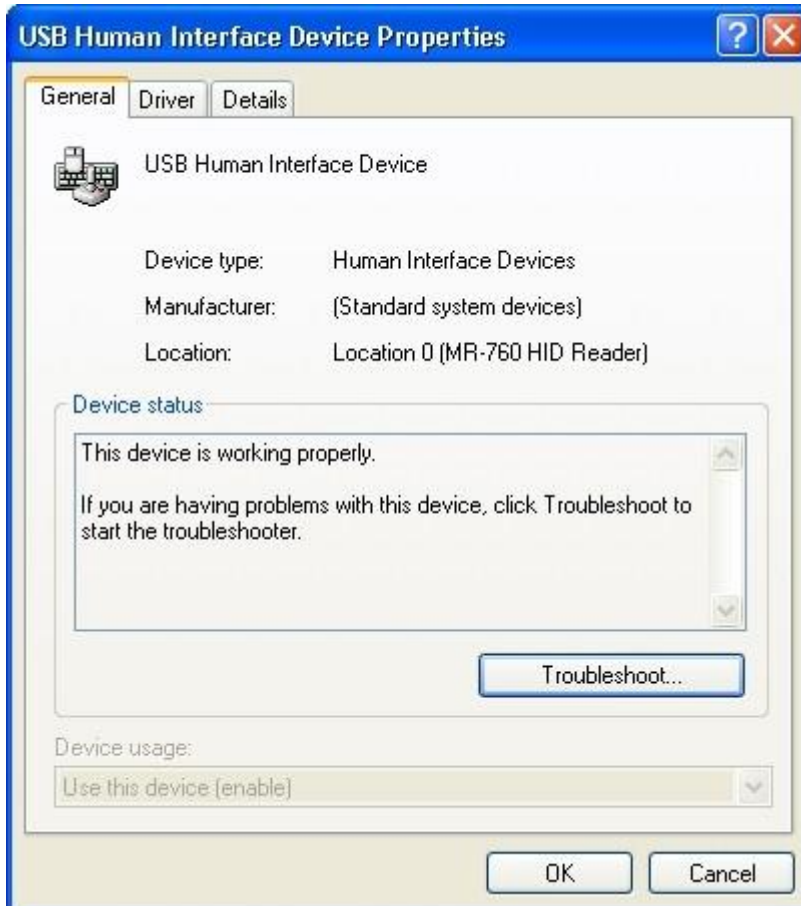 USB Human Interface Device Properties
?
General Driver Details
USB Human Interface Device
Device type: Human Interface Devices
Manufacturer: (Standard system devices)
Location: Location 0 (MR-760 HID Reader)
Device status
This device is working properly.
If you are having problems with this device, click Troubleshoot to
start the troubleshooter.
Troubleshoot...
Device usage:
Use this device (enable)
OK Cancel